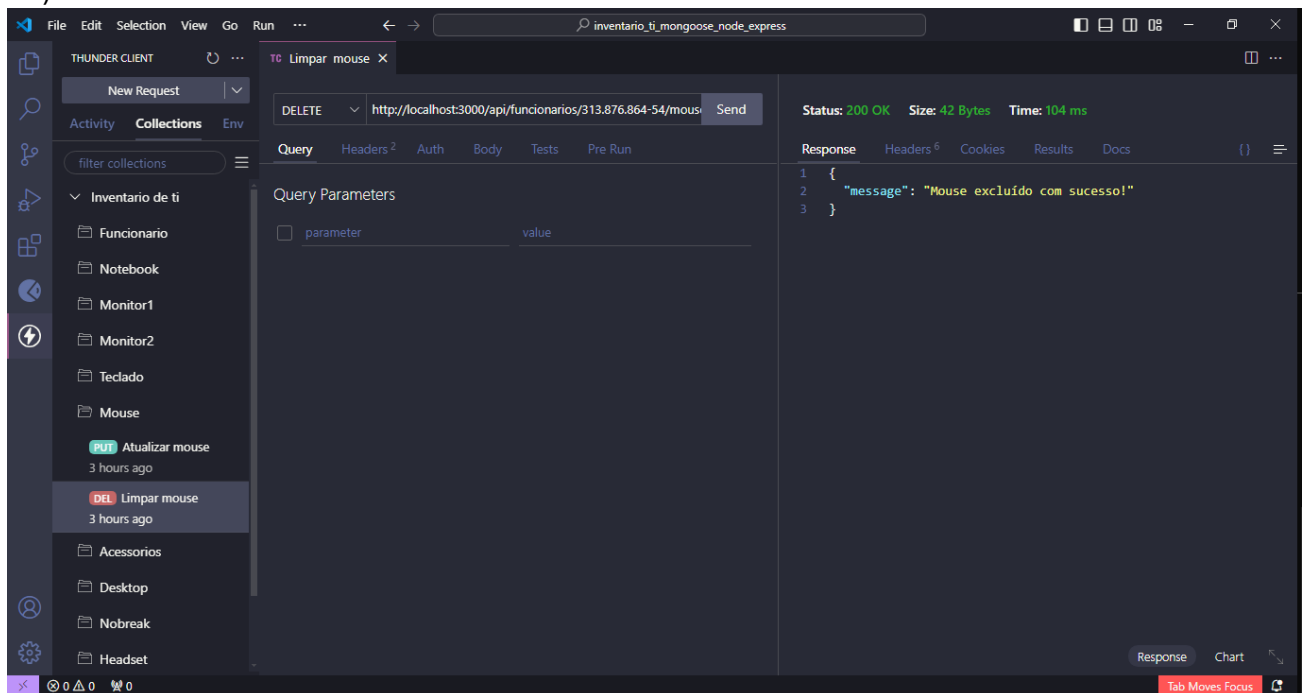 File Edit Selection View Go Run ··· inventario_ti_mongoose_node_express
THUNDER CLIENT
New Request
Activity Collections Env
filter collections
Inventario de ti
Funcionario
Notebook
Monitor1
Monitor2
Teclado
Mouse
PUT Atualizar mouse
3 hours ago
DEL Limpar mouse
3 hours ago
Acessorios
Desktop
Nobreak
Headset
TC Limpar mouse
DELETE http://localhost:3000/api/funcionarios/313.876.864-54/mous Send
Query Headers 2 Auth Body Tests Pre Run
Query Parameters
parameter value
Status: 200 OK Size: 42 Bytes Time: 104 ms
Response Headers 6 Cookies Results Docs {}
1 {
2 "message": "Mouse excluído com sucesso!"
3 }
Response Chart
0 0 0 Tab Moves Focus